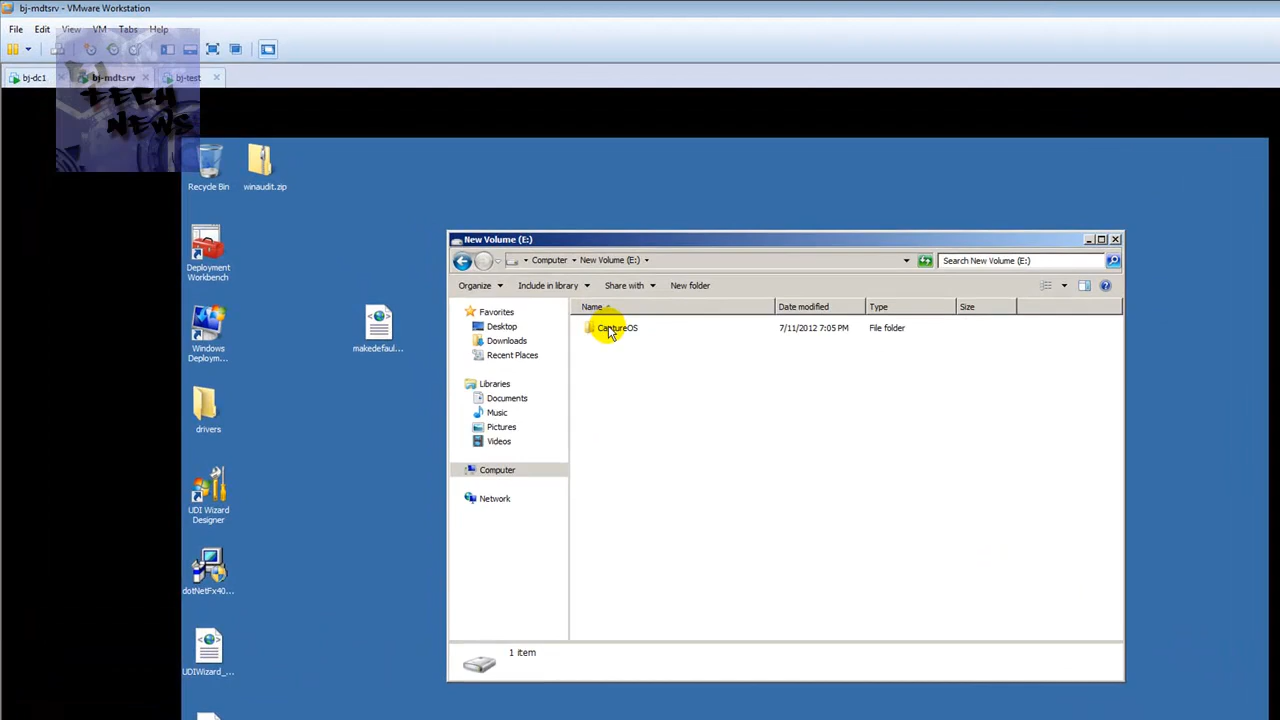 bj-mdtsrv - VMware Workstation
File Edit View VM Tabs Help
bj-dc1 bj-mdtsrv bj-test
BJ
TECH
NEWS
Recycle Bin
winaudit.zip
Deployment
Workbench
Windows
Deploym...
makedefaul...
drivers
UDI Wizard
Designer
dotNetFx40...
UDIWizard_...
New Volume (E:)
Computer New Volume (E:)
Search New Volume (E:)
Organize Include in library Share with New folder
Name Date modified Type Size
CaptureOS 7/11/2012 7:05 PM File folder
Favorites
Desktop
Downloads
Recent Places
Libraries
Documents
Music
Pictures
Videos
Computer
Network
1 item